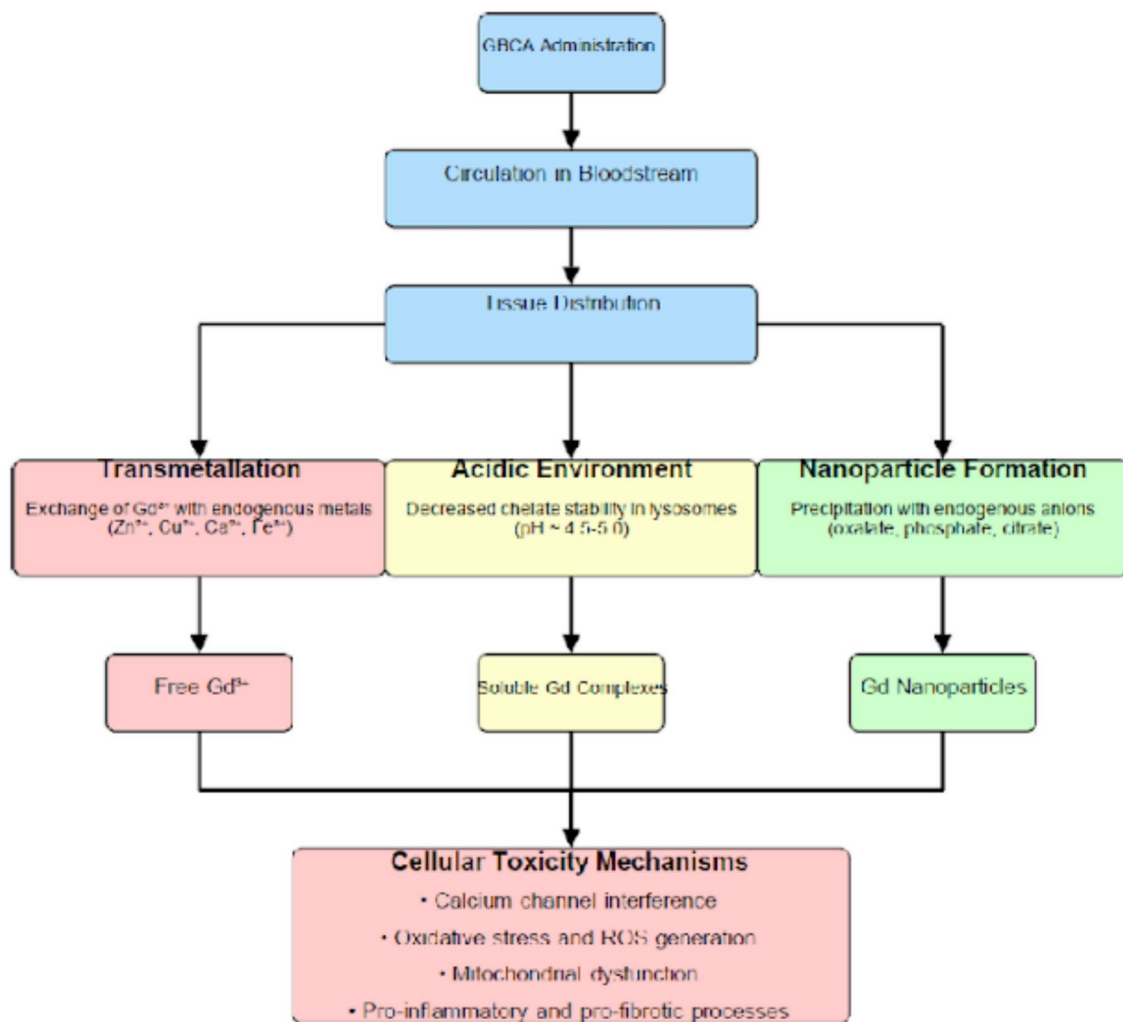 GBCA Administration
Circulation in Bloodstream
Tissue Distribution
Transmetallation
Exchange of Gd³⁺ with endogenous metals
(Zn²⁺, Cu²⁺, Ca²⁺, Fe³⁺)
Acidic Environment
Decreased chelate stability in lysosomes
(pH ~ 4.5-5.0)
Nanoparticle Formation
Precipitation with endogenous anions
(oxalate, phosphate, citrate)
Free Gd³⁺
Soluble Gd Complexes
Gd Nanoparticles
Cellular Toxicity Mechanisms
• Calcium channel interference
• Oxidative stress and ROS generation
• Mitochondrial dysfunction
• Pro-inflammatory and pro-fibrotic processes